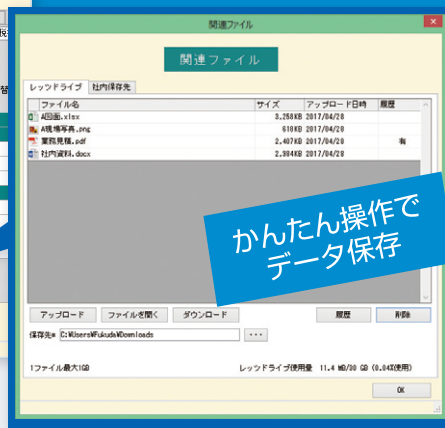 関連ファイル
関連ファイル
レッツドライブ 社内保存先
ファイル名 サイズ アップロード日時 履歴
A図面.xlsx 3.258KB 2017/04/28
A現場写真.png 610KB 2017/04/28
業務見積.pdf 2.407KB 2017/04/28 有
社内資料.docx 2.984KB 2017/04/28
かんたん操作で
データ保存
アップロード ファイルを開く ダウンロード 履歴 削除
保存先= C:¥Users¥Fukuda¥Downloads ...
1ファイル最大1GB レッツドライブ使用量 11.4 MB/30 GB (0.04%使用)
OK